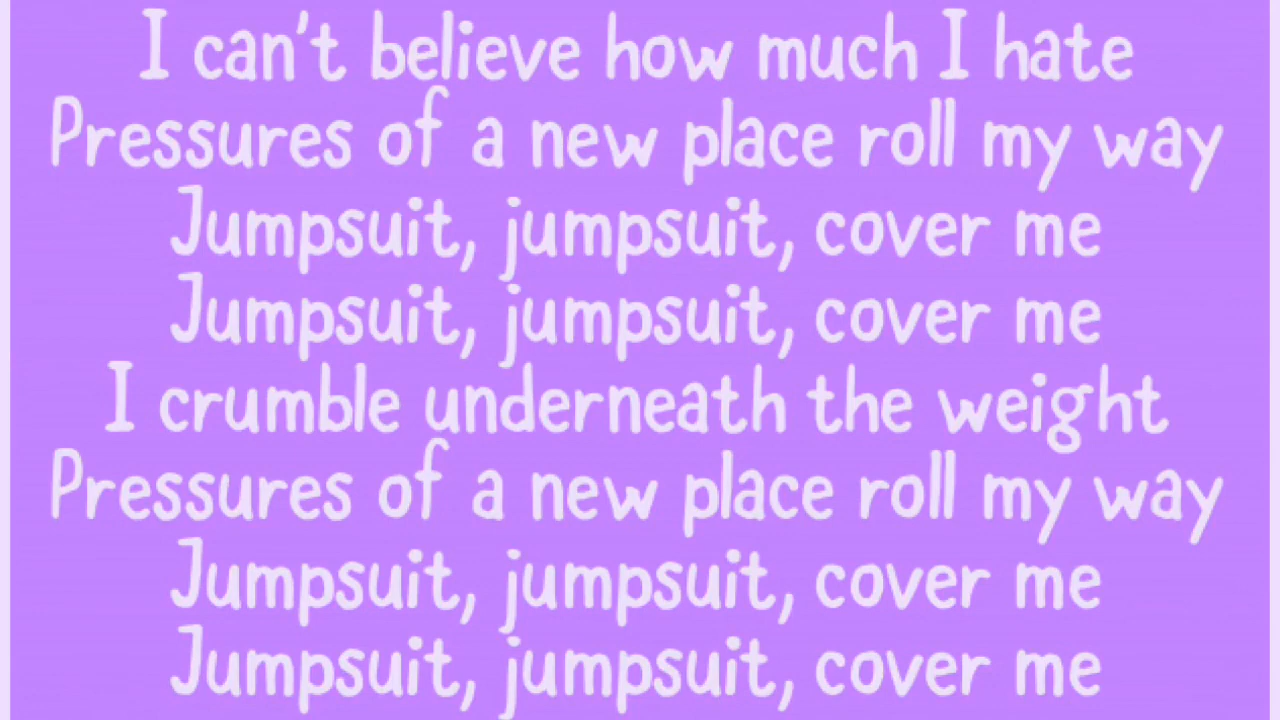 I can't believe how much I hate
Pressures of a new place roll my way
Jumpsuit, jumpsuit, cover me
Jumpsuit, jumpsuit, cover me
I crumble underneath the weight
Pressures of a new place roll my way
Jumpsuit, jumpsuit, cover me
Jumpsuit, jumpsuit, cover me